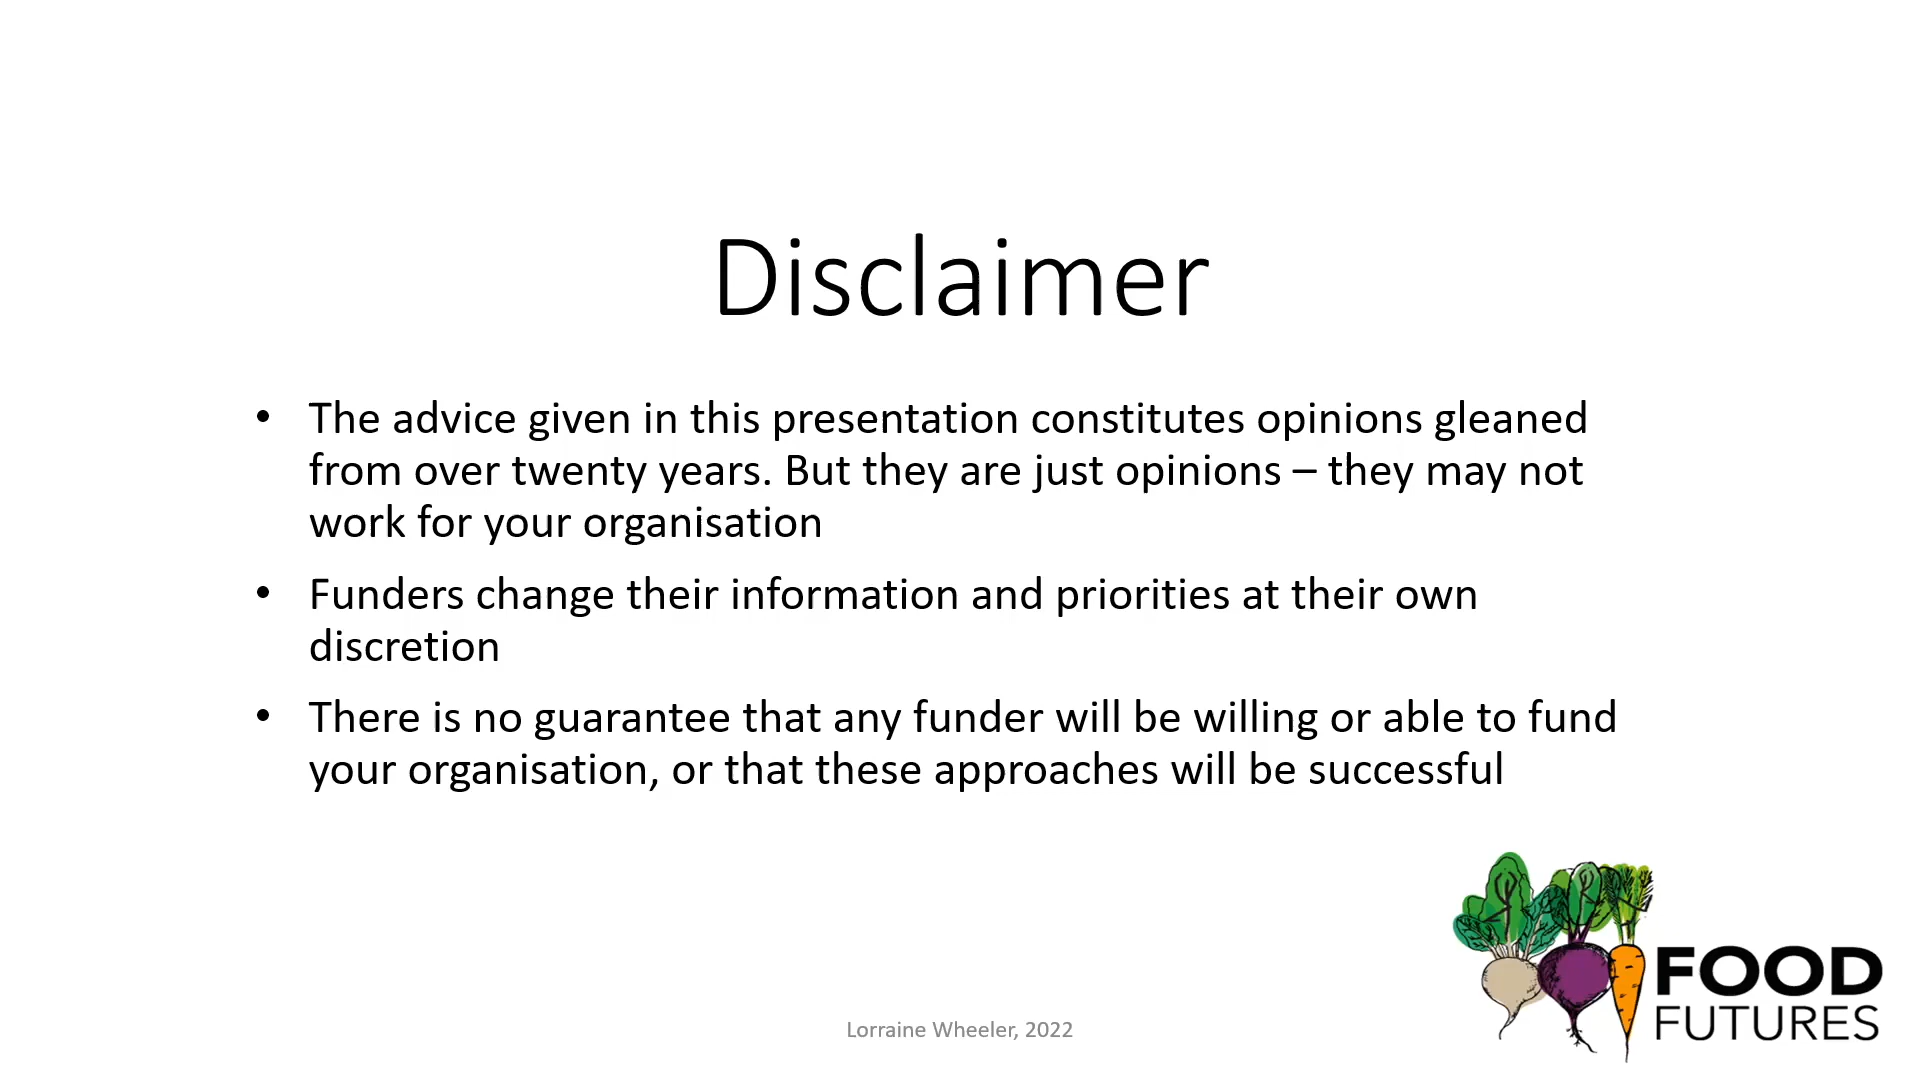 Disclaimer
• The advice given in this presentation constitutes opinions gleaned
from over twenty years. But they are just opinions – they may not
work for your organisation
• Funders change their information and priorities at their own
discretion
• There is no guarantee that any funder will be willing or able to fund
your organisation, or that these approaches will be successful
Lorraine Wheeler, 2022
FOOD
FUTURES